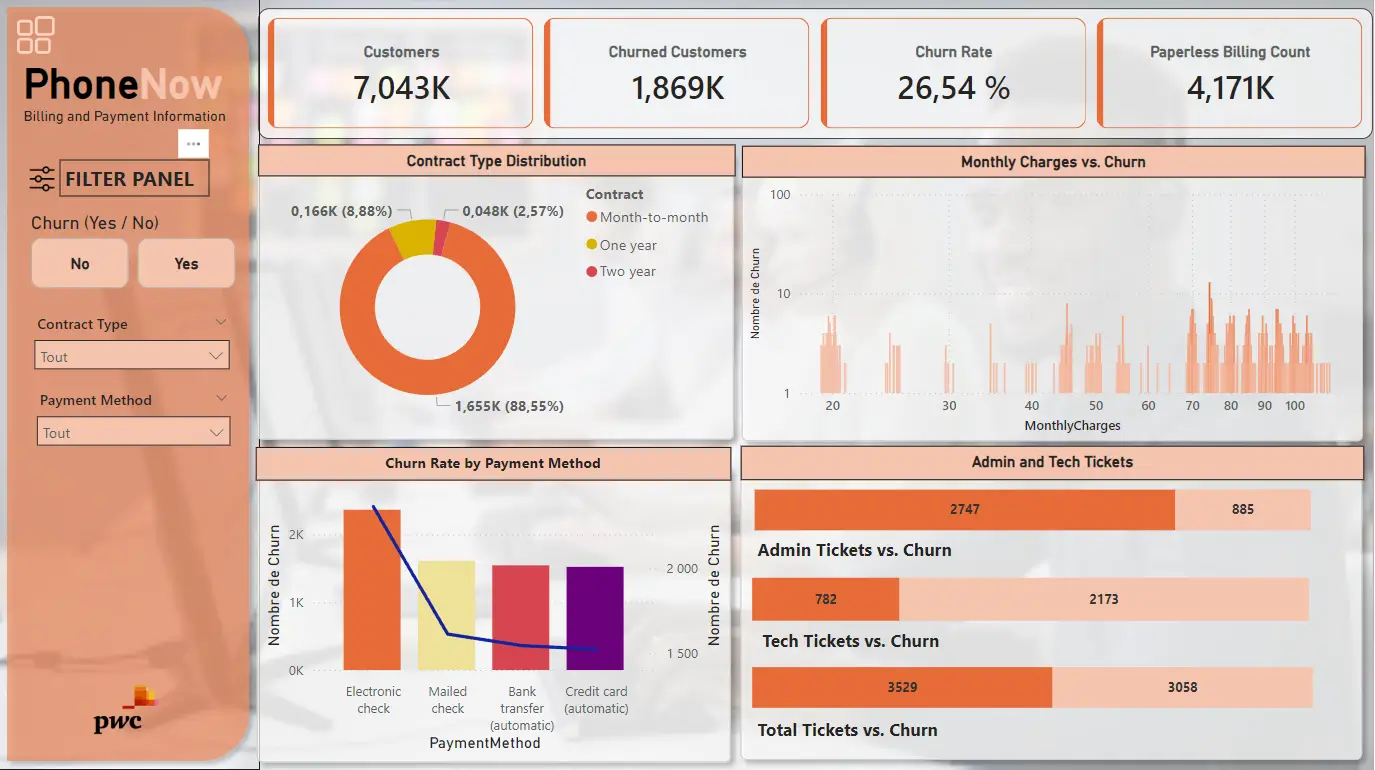 PhoneNow
Billing and Payment Information
FILTER PANEL
Churn (Yes / No)
No
Yes
Contract Type
Tout
Payment Method
Tout
pwc
Customers
7,043K
Churned Customers
1,869K
Churn Rate
26,54 %
Paperless Billing Count
4,171K
Contract Type Distribution
0,166K (8,88%)
0,048K (2,57%)
1,655K (88,55%)
Contract
Month-to-month
One year
Two year
Monthly Charges vs. Churn
Nombre de Churn
100
10
1
20
30
40
50
60
70
80
90
100
MonthlyCharges
Churn Rate by Payment Method
Nombre de Churn
2K
1K
0K
2 000
1 500
Nombre de Churn
Electronic
check
Mailed
check
Bank
transfer
(automatic)
Credit card
(automatic)
PaymentMethod
Admin and Tech Tickets
2747
885
Admin Tickets vs. Churn
782
2173
Tech Tickets vs. Churn
3529
3058
Total Tickets vs. Churn